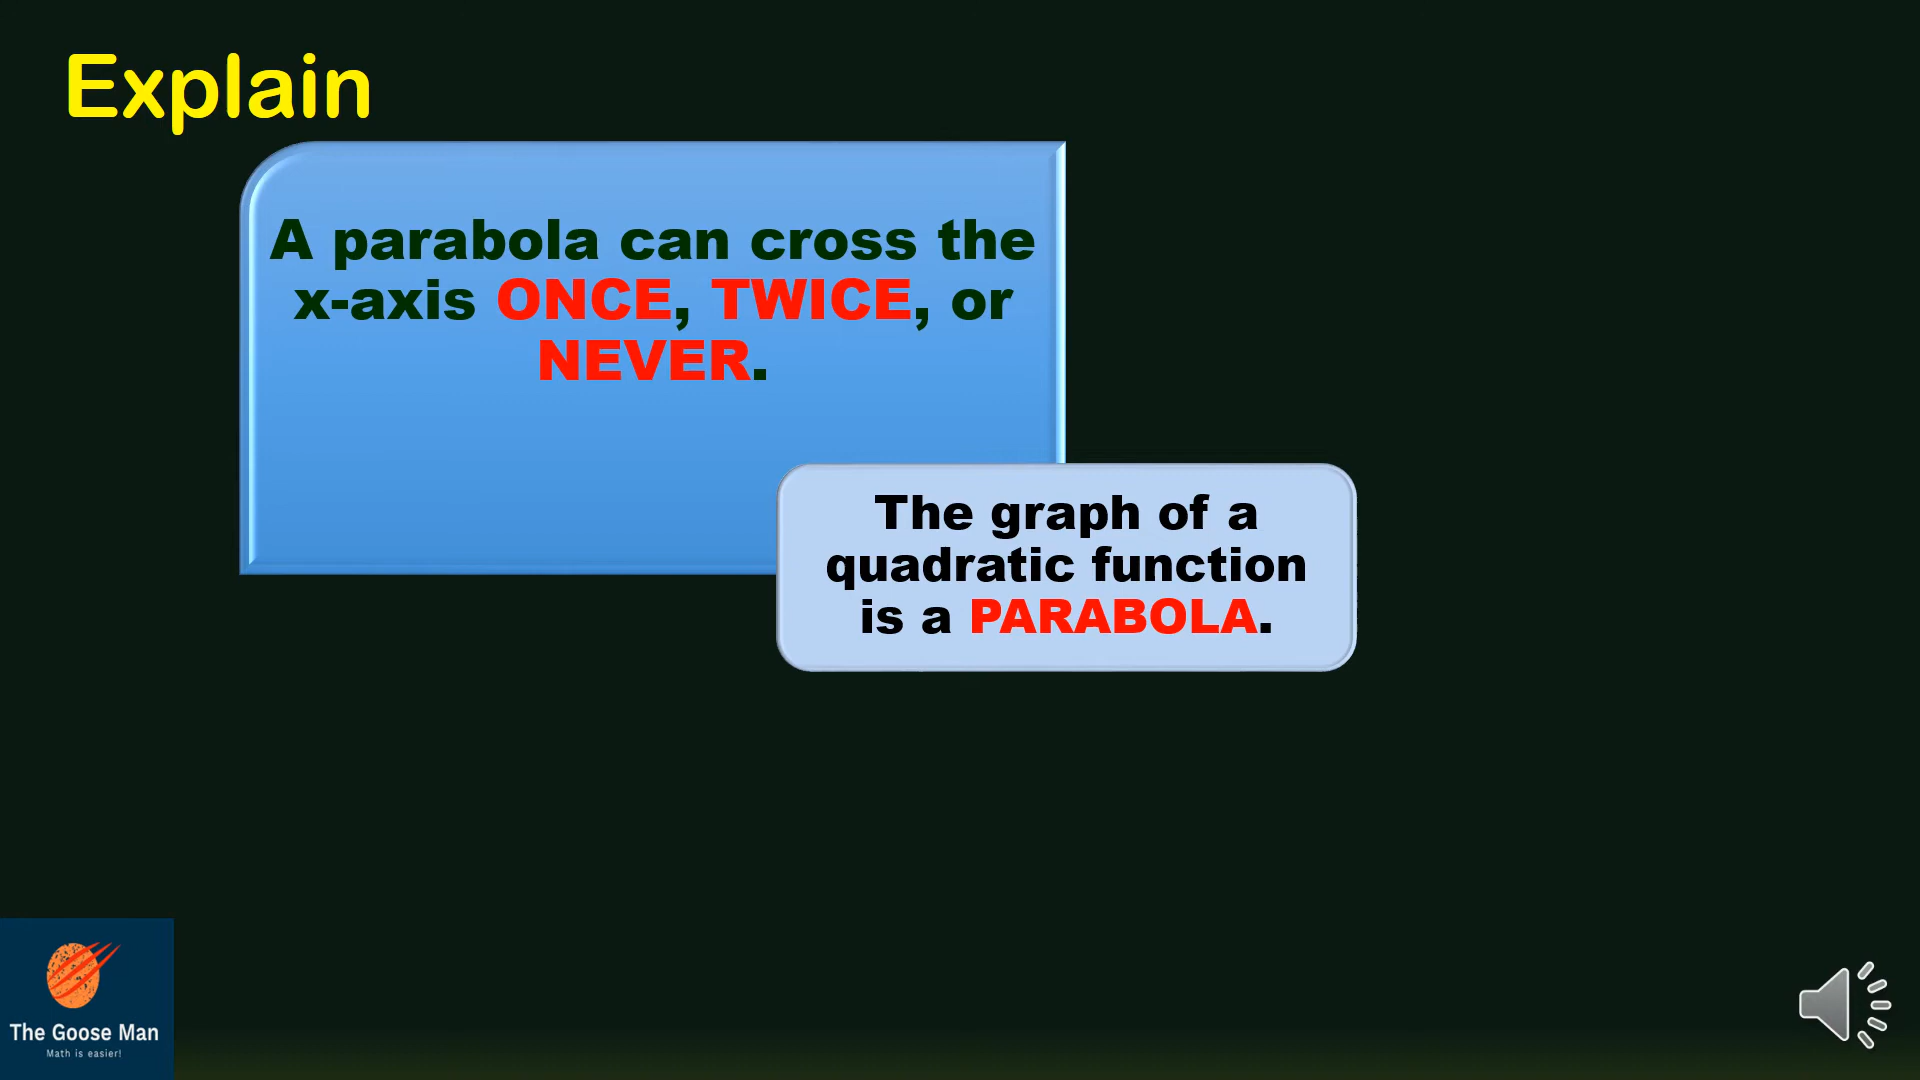 Explain
A parabola can cross the
x-axis ONCE, TWICE, or
NEVER.
The graph of a
quadratic function
is a PARABOLA.
The Goose Man
Math is easier!